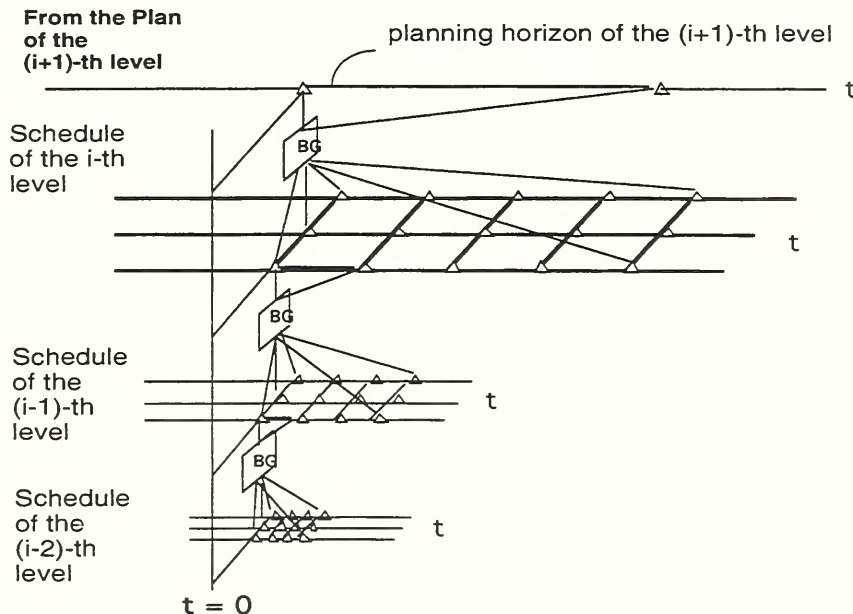 From the Plan
of the
(i+1)-th level
planning horizon of the (i+1)-th level
t
Schedule
of the i-th
level
BG
t
BG
Schedule
of the
(i-1)-th
level
t
BG
Schedule
of the
(i-2)-th
level
t
t = 0